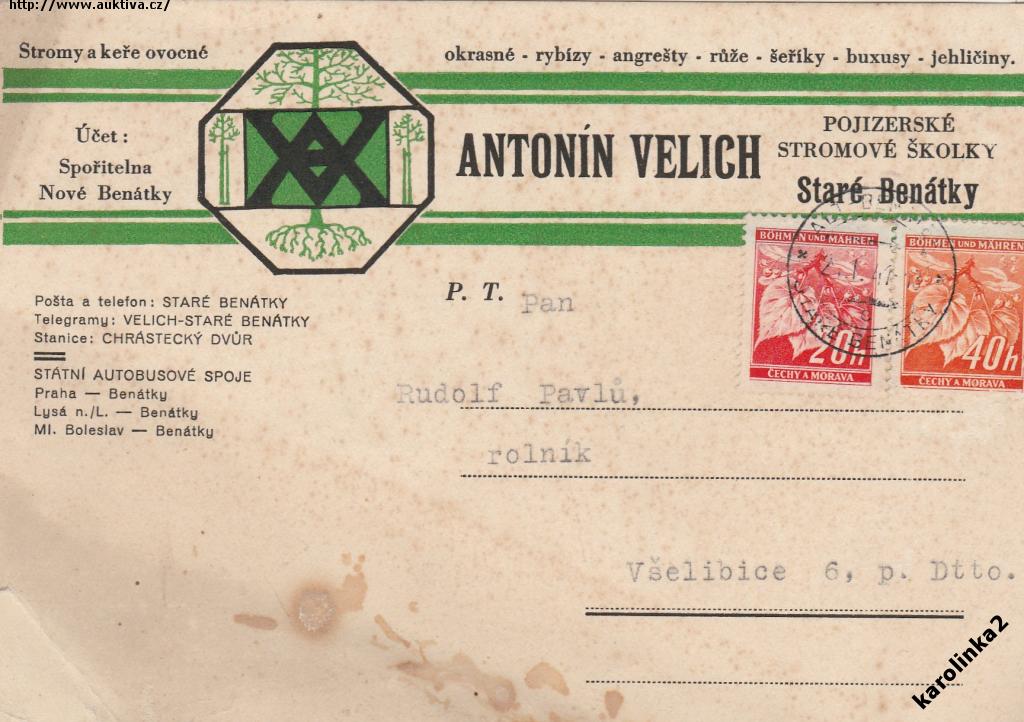 http://www.auktiva.cz/
Stromy a keře ovocné
okrasné - rybízy - angrešty - růže - šeříky - buxusy - jehličiny.
Účet :
Spořitelna
Nové Benátky
ANTONÍN VELICH
POJIZERSKÉ
STROMOVÉ ŠKOLKY
Staré Benátky
BÖHMEN UND MÄHREN
20h
ČECHY A MORAVA
BÖHMEN UND MÄHREN
40h
ČECHY A MORAVA
STARÉ BENÁTKY
Pošta a telefon : STARÉ BENÁTKY
Telegramy : VELICH-STARÉ BENÁTKY
Stanice : CHRÁSTECKÝ DVŮR
STÁTNÍ AUTOBUSOVÉ SPOJE
Praha — Benátky
Lysá n./L. — Benátky
Ml. Boleslav — Benátky
P. T. Pan
Rudolf Pavlů,
rolník
Všelibice 6, p. Dtto.
karolinka2